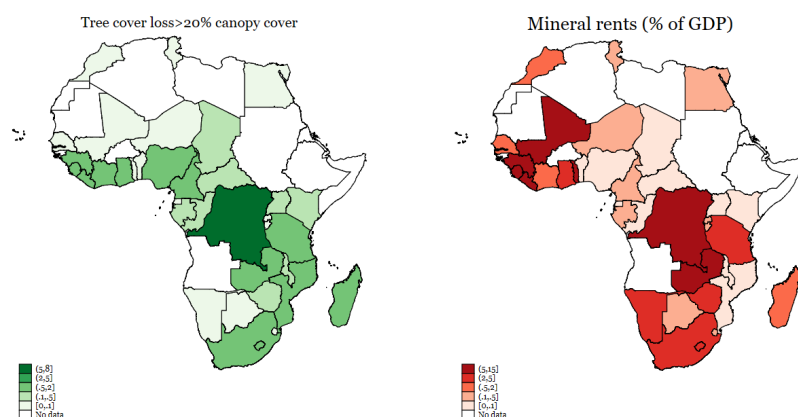 Tree cover loss>20% canopy cover
(5,8]
(2,5]
(.5,2]
(.1,.5]
[0,.1]
No data
Mineral rents (% of GDP)
(5,15]
(2,5]
(.5,2]
(.1,.5]
[0,.1]
No data